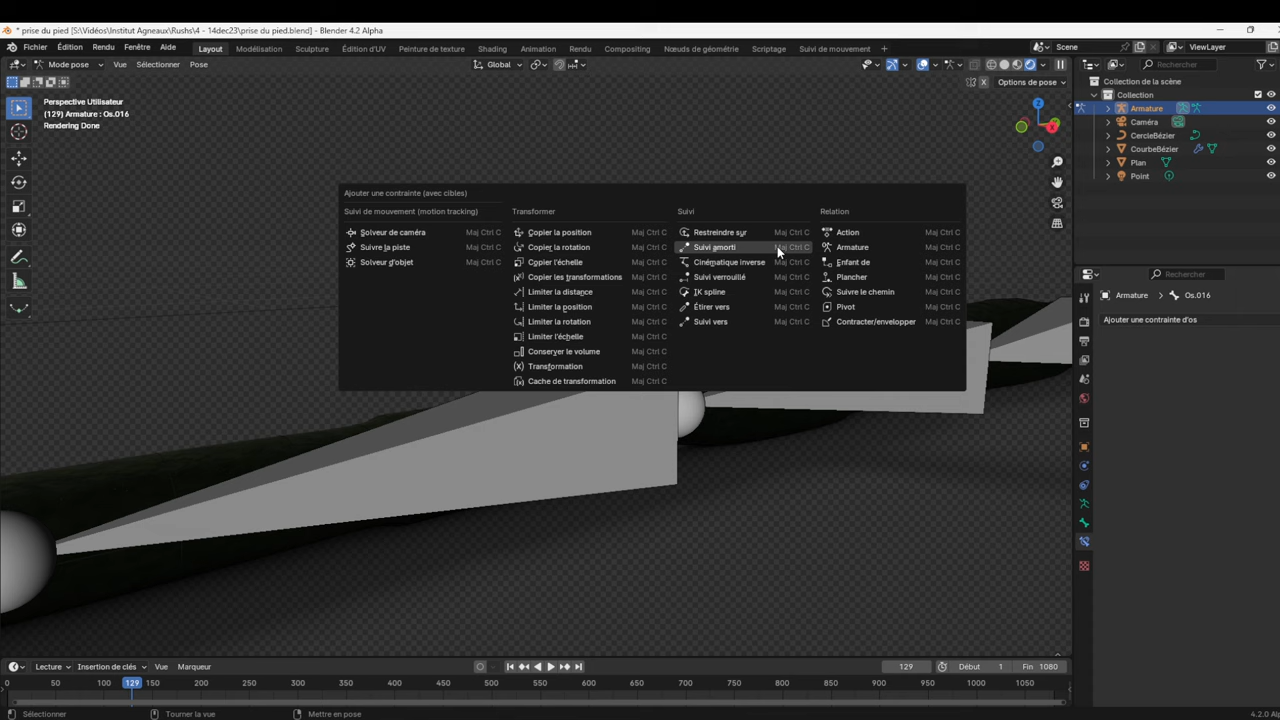 * prise du pied [S:\Vidéos\Institut Agneaux\Rushs\4 - 14dec23\prise du pied.blend] - Blender 4.2 Alpha
Fichier Édition Rendu Fenêtre Aide Layout Modélisation Sculpture Édition d'UV Peinture de texture Shading Animation Rendu Compositing Nœuds de géométrie Scriptage Suivi de mouvement + Scene ViewLayer
Mode pose Vue Sélectionner Pose Global Rechercher
Options de pose
X
Perspective Utilisateur
(129) Armature : Os.016
Rendering Done
Z
X
Collection de la scène
Collection
Armature
Caméra
CercleBézier
CourbeBézier
Plan
Point
Ajouter une contrainte (avec cibles)
Suivi de mouvement (motion tracking)
Solveur de caméra Maj Ctrl C
Suivre la piste Maj Ctrl C
Solveur d'objet Maj Ctrl C
Transformer
Copier la position Maj Ctrl C
Copier la rotation Maj Ctrl C
Copier l'échelle Maj Ctrl C
Copier les transformations Maj Ctrl C
Limiter la distance Maj Ctrl C
Limiter la position Maj Ctrl C
Limiter la rotation Maj Ctrl C
Limiter l'échelle Maj Ctrl C
Conserver le volume Maj Ctrl C
Transformation Maj Ctrl C
Cache de transformation Maj Ctrl C
Suivi
Restreindre sur Maj Ctrl C
Suivi amorti Maj Ctrl C
Cinématique inverse Maj Ctrl C
Suivi verrouillé Maj Ctrl C
IK spline Maj Ctrl C
Étirer vers Maj Ctrl C
Suivi vers Maj Ctrl C
Relation
Action Maj Ctrl C
Armature Maj Ctrl C
Enfant de Maj Ctrl C
Plancher Maj Ctrl C
Suivre le chemin Maj Ctrl C
Pivot Maj Ctrl C
Contracter/envelopper Maj Ctrl C
Rechercher
Armature > Os.016
Ajouter une contrainte d'os
Lecture Insertion de clés Vue Marqueur 129 Début 1 Fin 1080
0 50 100 129 150 200 250 300 350 400 450 500 550 600 650 700 750 800 850 900 950 1000 1050
Sélectionner Tourner la vue Mettre en pose